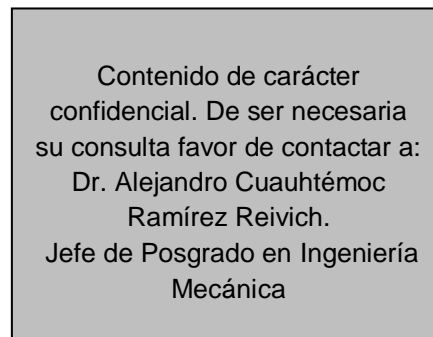 Contenido de carácter
confidencial. De ser necesaria
su consulta favor de contactar a:
Dr. Alejandro Cuauhtémoc
Ramírez Reivich.
Jefe de Posgrado en Ingeniería
Mecánica